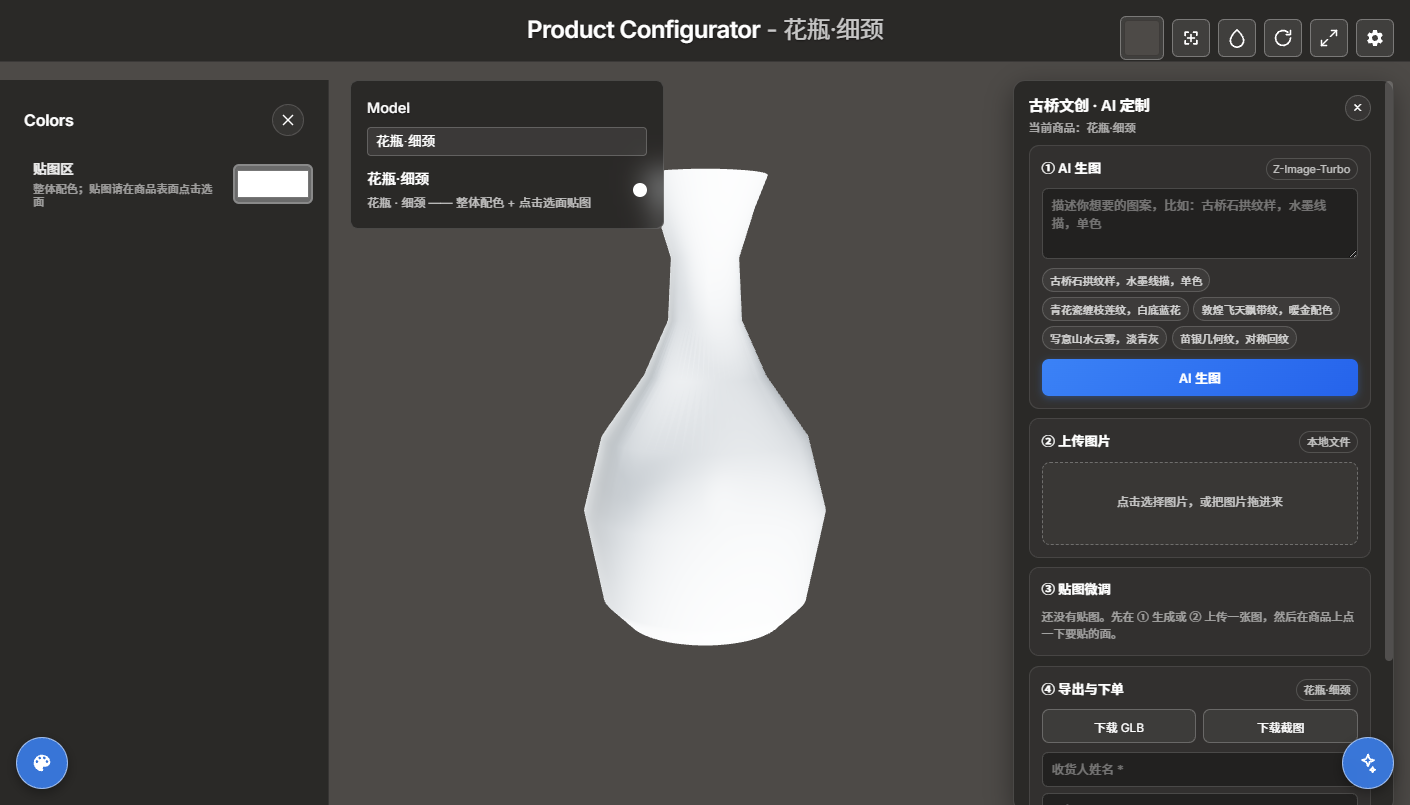 Product Configurator - 花瓶·细颈
Colors
贴图区
整体配色；贴图请在商品表面点击选
面
Model
花瓶·细颈
花瓶·细颈
花瓶 · 细颈 —— 整体配色 + 点击选面贴图
古桥文创 · AI 定制
当前商品：花瓶·细颈
① AI 生图
Z-Image-Turbo
描述你想要的图案，比如：古桥石拱纹样，水墨线
描，单色
古桥石拱纹样，水墨线描，单色
青花瓷缠枝莲纹，白底蓝花
敦煌飞天飘带纹，暖金配色
写意山水云雾，淡青灰
苗银几何纹，对称回纹
AI 生图
② 上传图片
本地文件
点击选择图片，或把图片拖进来
③ 贴图微调
还没有贴图。先在 ① 生成或 ② 上传一张图，然后在商品上点
一下要贴的面。
④ 导出与下单
花瓶·细颈
下载 GLB
下载截图
收货人姓名 *